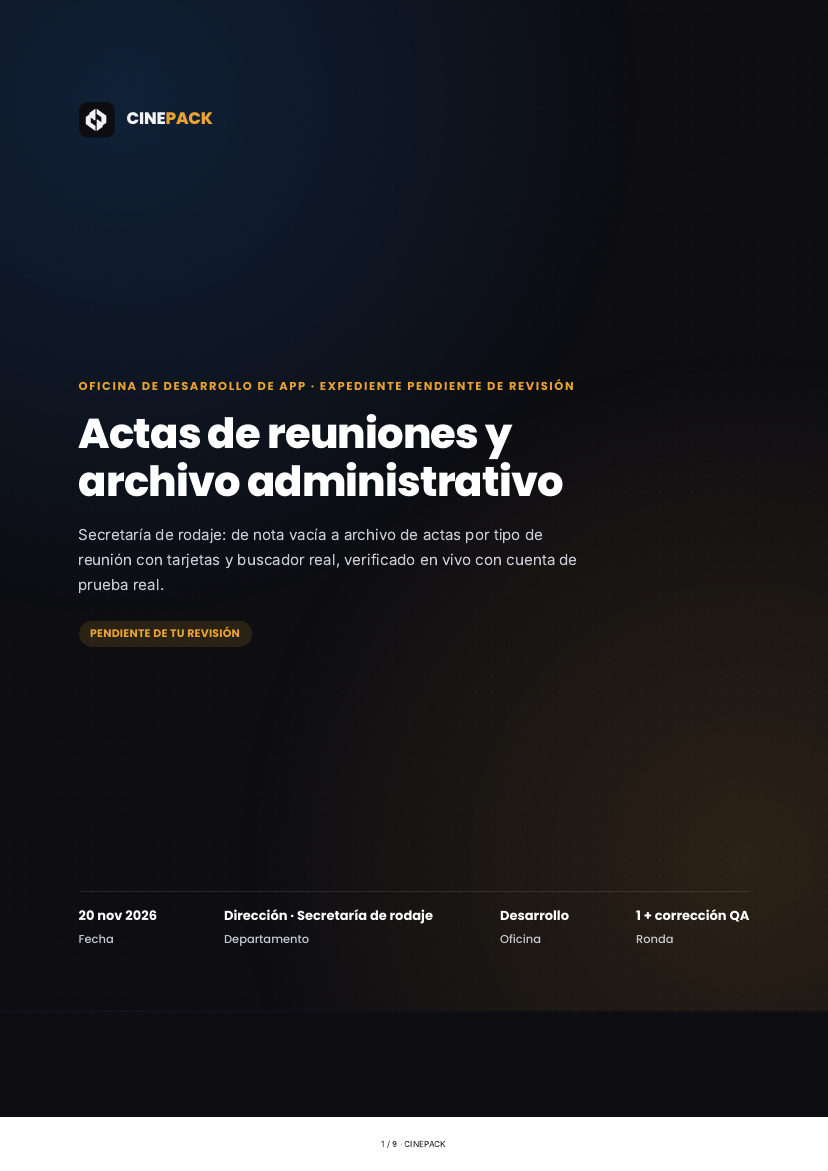 CINEPACK
OFICINA DE DESARROLLO DE APP · EXPEDIENTE PENDIENTE DE REVISIÓN
Actas de reuniones y
archivo administrativo
Secretaría de rodaje: de nota vacía a archivo de actas por tipo de
reunión con tarjetas y buscador real, verificado en vivo con cuenta de
prueba real.
PENDIENTE DE TU REVISIÓN
20 nov 2026 Dirección · Secretaría de rodaje Desarrollo 1 + corrección QA
Fecha Departamento Oficina Ronda
1 / 9 · CINEPACK